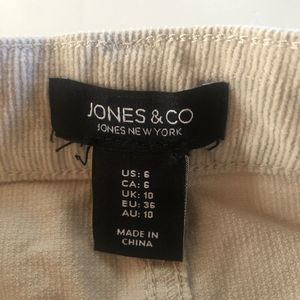 JONES & CO
JONES NEW YORK
US: 6
CA: 6
UK: 10
EU: 36
AU: 10
MADE IN
CHINA